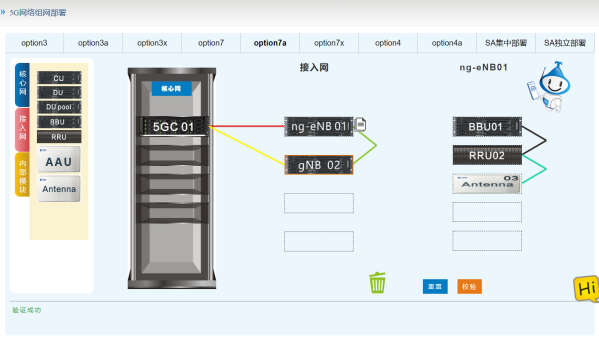 » 5G网络组网部署
option3 option3a option3x option7 option7a option7x option4 option4a SA集中部署 SA独立部署
核心网
接入网
内部模块
CU
DU
DU pool
BBU
RRU
AAU
Antenna
核心网
5GC 01
接入网
ng-eNB 01
gNB 02
ng-eNB01
BBU01
RRU02
03
Antenna
重置 校验
Hi
验证成功